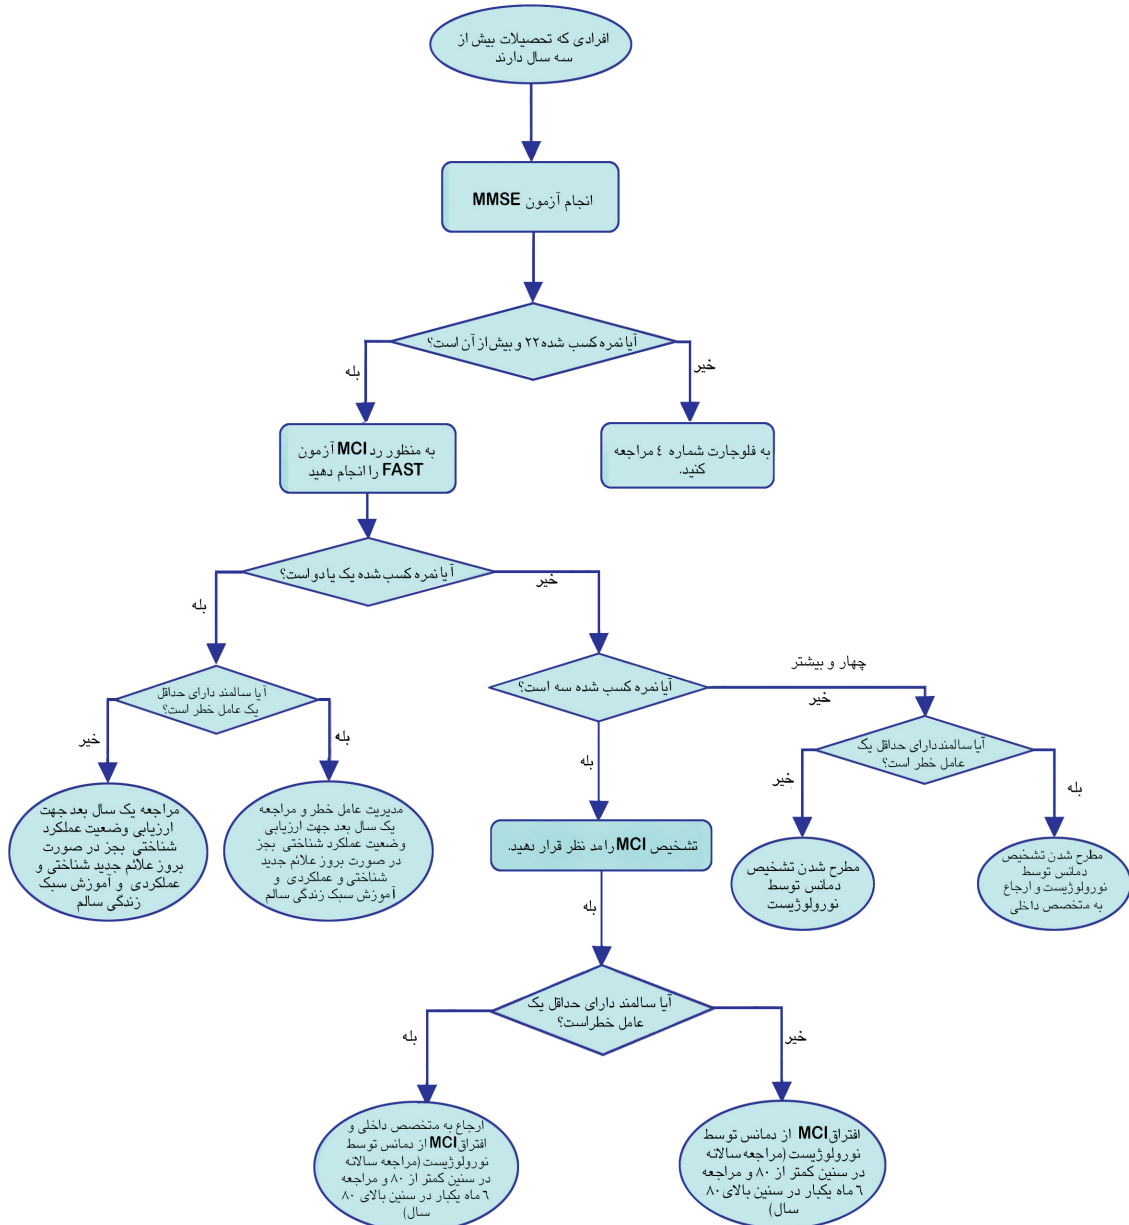 افرادی که تحصیلات بیش از
سه سال دارند
انجام آزمون MMSE
آیا نمره کسب شده ۲۲ و بیش از آن است؟
بله
خیر
به منظور رد MCI آزمون
FAST را انجام دهید
به فلوجارت شماره ٤ مراجعه
کنید.
آیا نمره کسب شده یک یا دو است؟
بله
خیر
آیا سالمند دارای حداقل
یک عامل خطر است؟
خیر
بله
مراجعه یک سال بعد جهت
ارزیابی وضعیت عملکرد
شناختی بجز در صورت
بروز علائم جدید شناختی و
عملکردی و آموزش سبک
زندگی سالم
مدیریت عامل خطر و مراجعه
یک سال بعد جهت ارزیابی
وضعیت عملکرد شناختی بجز
در صورت بروز علائم جدید
شناختی و عملکردی و
آموزش سبک زندگی سالم
آیا نمره کسب شده سه است؟
چهار و بیشتر
خیر
بله
آیا سالمند دارای حداقل یک
عامل خطر است؟
خیر
بله
مطرح شدن تشخیص
دمانس توسط
نورولوژیست
مطرح شدن تشخیص
دمانس توسط
نورولوژیست و ارجاع
به متخصص داخلی
تشخیص MCI را مد نظر قرار دهید.
بله
آیا سالمند دارای حداقل یک
عامل خطر است؟
بله
خیر
ارجاع به متخصص داخلی و
افتراق MCI از دمانس توسط
نورولوژیست (مراجعه سالانه
در سنین کمتر از ۸۰ و مراجعه
٦ ماه یکبار در سنین بالای ۸۰
سال)
افتراق MCI از دمانس توسط
نورولوژیست (مراجعه سالانه
در سنین کمتر از ۸۰ و مراجعه
٦ ماه یکبار در سنین بالای ۸۰
سال)